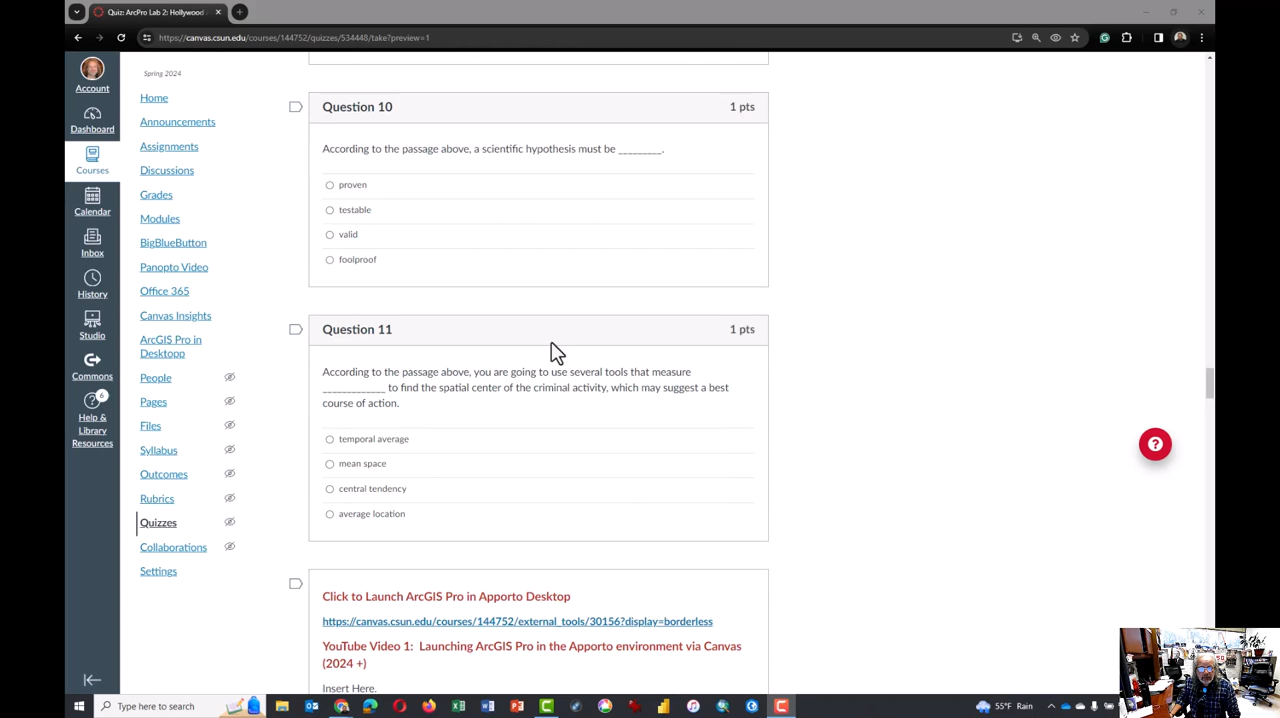 Quiz: ArcPro Lab 2: Hollywood
https://canvas.csun.edu/courses/144752/quizzes/534448/take?preview=1
Account
Dashboard
Courses
Calendar
Inbox
History
Studio
Commons
6
Help &
Library
Resources
Spring 2024
Home
Announcements
Assignments
Discussions
Grades
Modules
BigBlueButton
Panopto Video
Office 365
Canvas Insights
ArcGIS Pro in
Desktopp
People
Pages
Files
Syllabus
Outcomes
Rubrics
Quizzes
Collaborations
Settings
Question 10 1 pts
According to the passage above, a scientific hypothesis must be _________.
proven
testable
valid
foolproof
Question 11 1 pts
According to the passage above, you are going to use several tools that measure
_____________ to find the spatial center of the criminal activity, which may suggest a best
course of action.
temporal average
mean space
central tendency
average location
Click to Launch ArcGIS Pro in Apporto Desktop
https://canvas.csun.edu/courses/144752/external_tools/30156?display=borderless
YouTube Video 1: Launching ArcGIS Pro in the Apporto environment via Canvas
(2024 +)
Insert Here.
Type here to search
55°F Rain